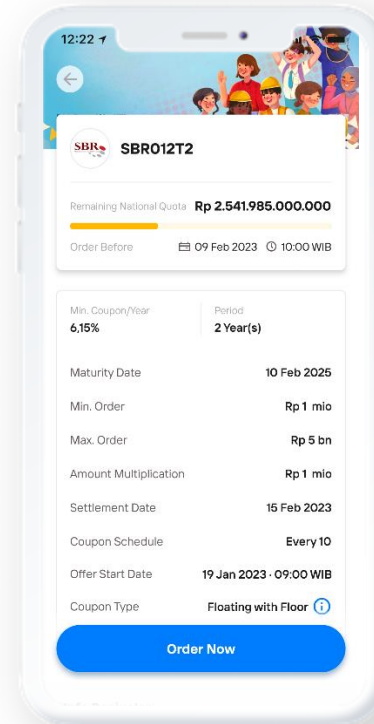 12:22
SBR SBR012T2
Remaining National Quota Rp 2.541.985.000.000
Order Before 09 Feb 2023 10:00 WIB
Min. Coupon/Year Period
6,15% 2 Year(s)
Maturity Date 10 Feb 2025
Min. Order Rp 1 mio
Max. Order Rp 5 bn
Amount Multiplication Rp 1 mio
Settlement Date 15 Feb 2023
Coupon Schedule Every 10
Offer Start Date 19 Jan 2023 · 09:00 WIB
Coupon Type Floating with Floor
Order Now